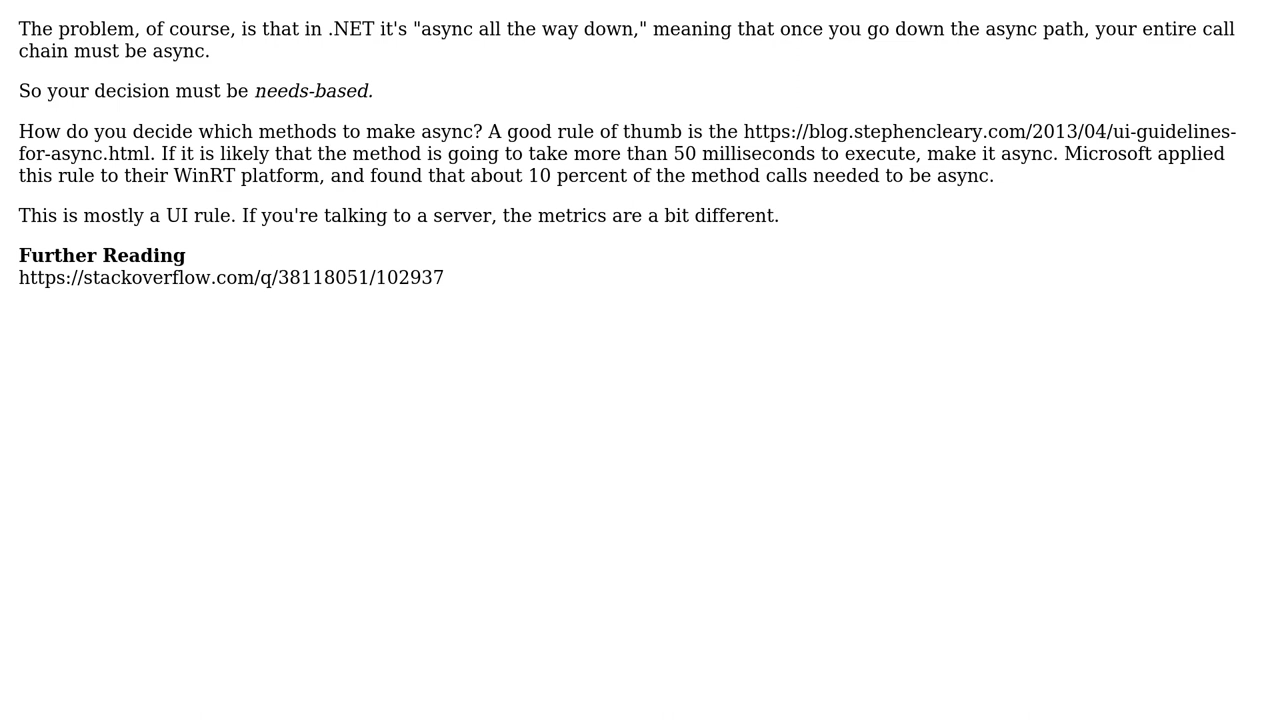 The problem, of course, is that in .NET it's "async all the way down," meaning that once you go down the async path, your entire call
chain must be async.
So your decision must be needs-based.
How do you decide which methods to make async? A good rule of thumb is the https://blog.stephencleary.com/2013/04/ui-guidelines-
for-async.html. If it is likely that the method is going to take more than 50 milliseconds to execute, make it async. Microsoft applied
this rule to their WinRT platform, and found that about 10 percent of the method calls needed to be async.
This is mostly a UI rule. If you're talking to a server, the metrics are a bit different.
Further Reading
https://stackoverflow.com/q/38118051/102937